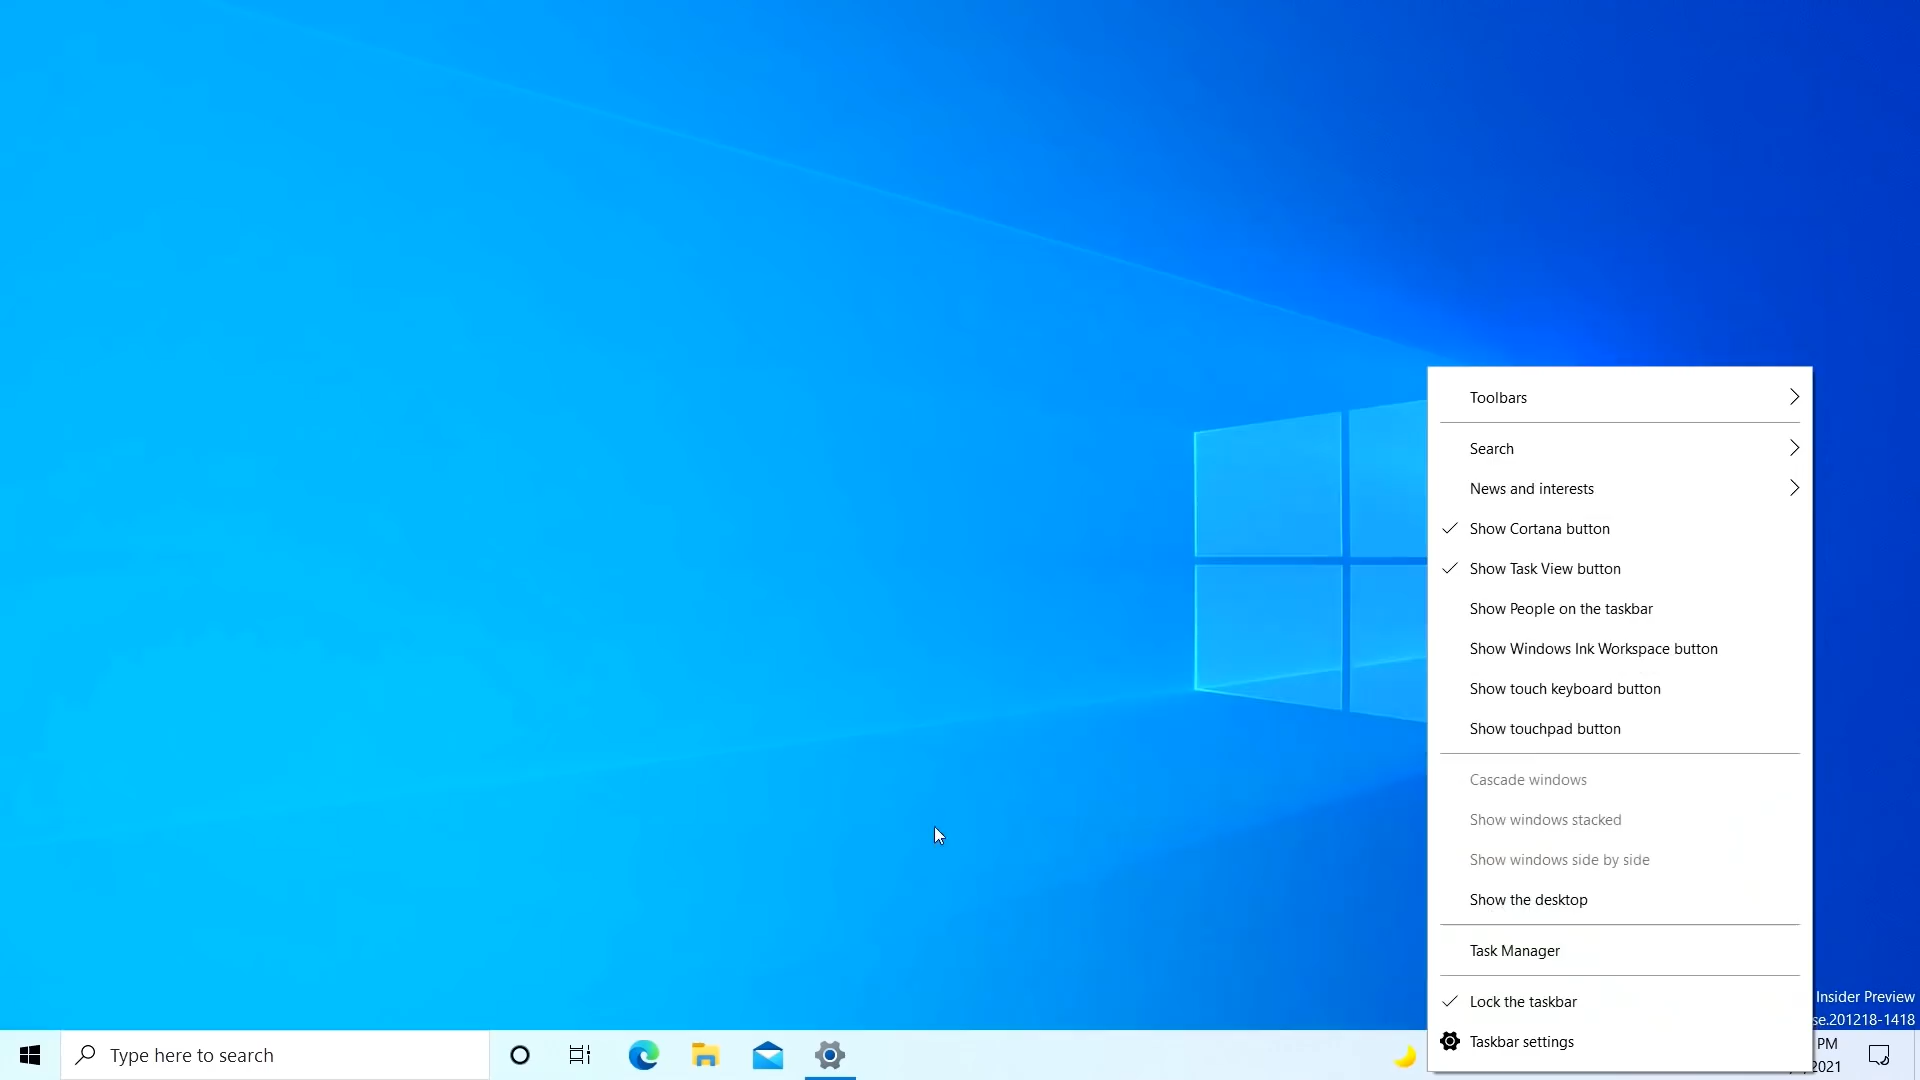 Toolbars
Search
News and interests
Show Cortana button
Show Task View button
Show People on the taskbar
Show Windows Ink Workspace button
Show touch keyboard button
Show touchpad button
Cascade windows
Show windows stacked
Show windows side by side
Show the desktop
Task Manager
Lock the taskbar
Taskbar settings
Insider Preview
se.201218-1418
PM
2021
Type here to search